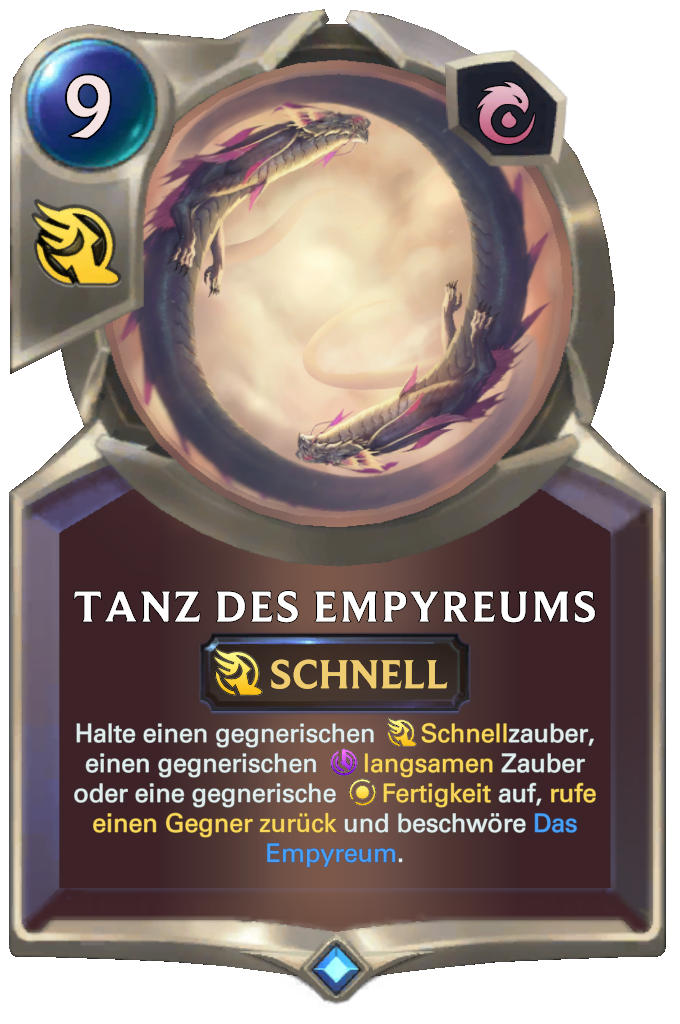 9
TANZ DES EMPYREUMS
SCHNELL
Halte einen gegnerischen Schnellzauber,
einen gegnerischen langsamen Zauber
oder eine gegnerische Fertigkeit auf, rufe
einen Gegner zurück und beschwöre Das
Empyreum.